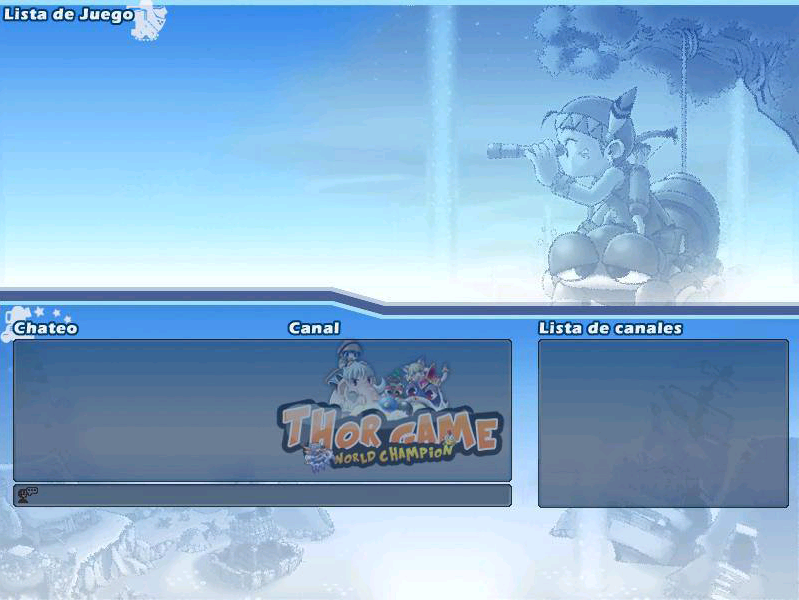 Lista de Juego
Chateo
Canal
Lista de canales
THOR GAME
WORLD CHAMPION